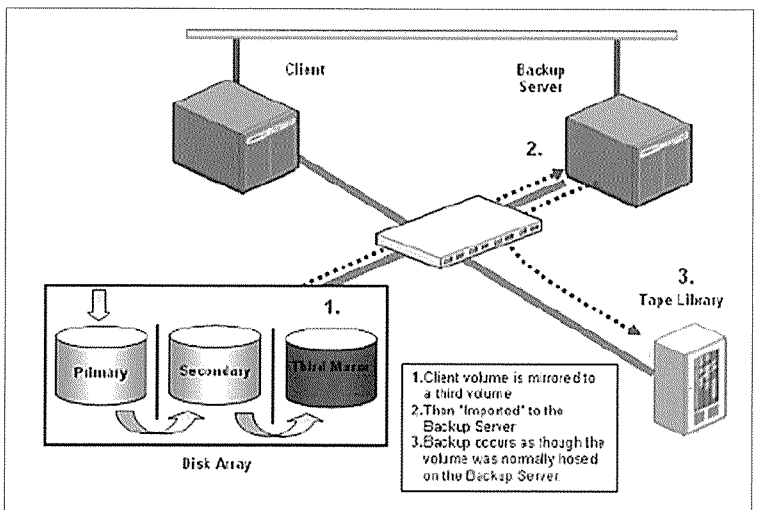 Client
Backup
Server
2.
3.
Tape Library
1.
Primary
Secondary
Third Mirror
Disk Array
1.Client volume is mirrored to
a third volume
2.Then "Imported" to the
Backup Server
3.Backup occurs as though the
volume was normally hosed
on the Backup Server